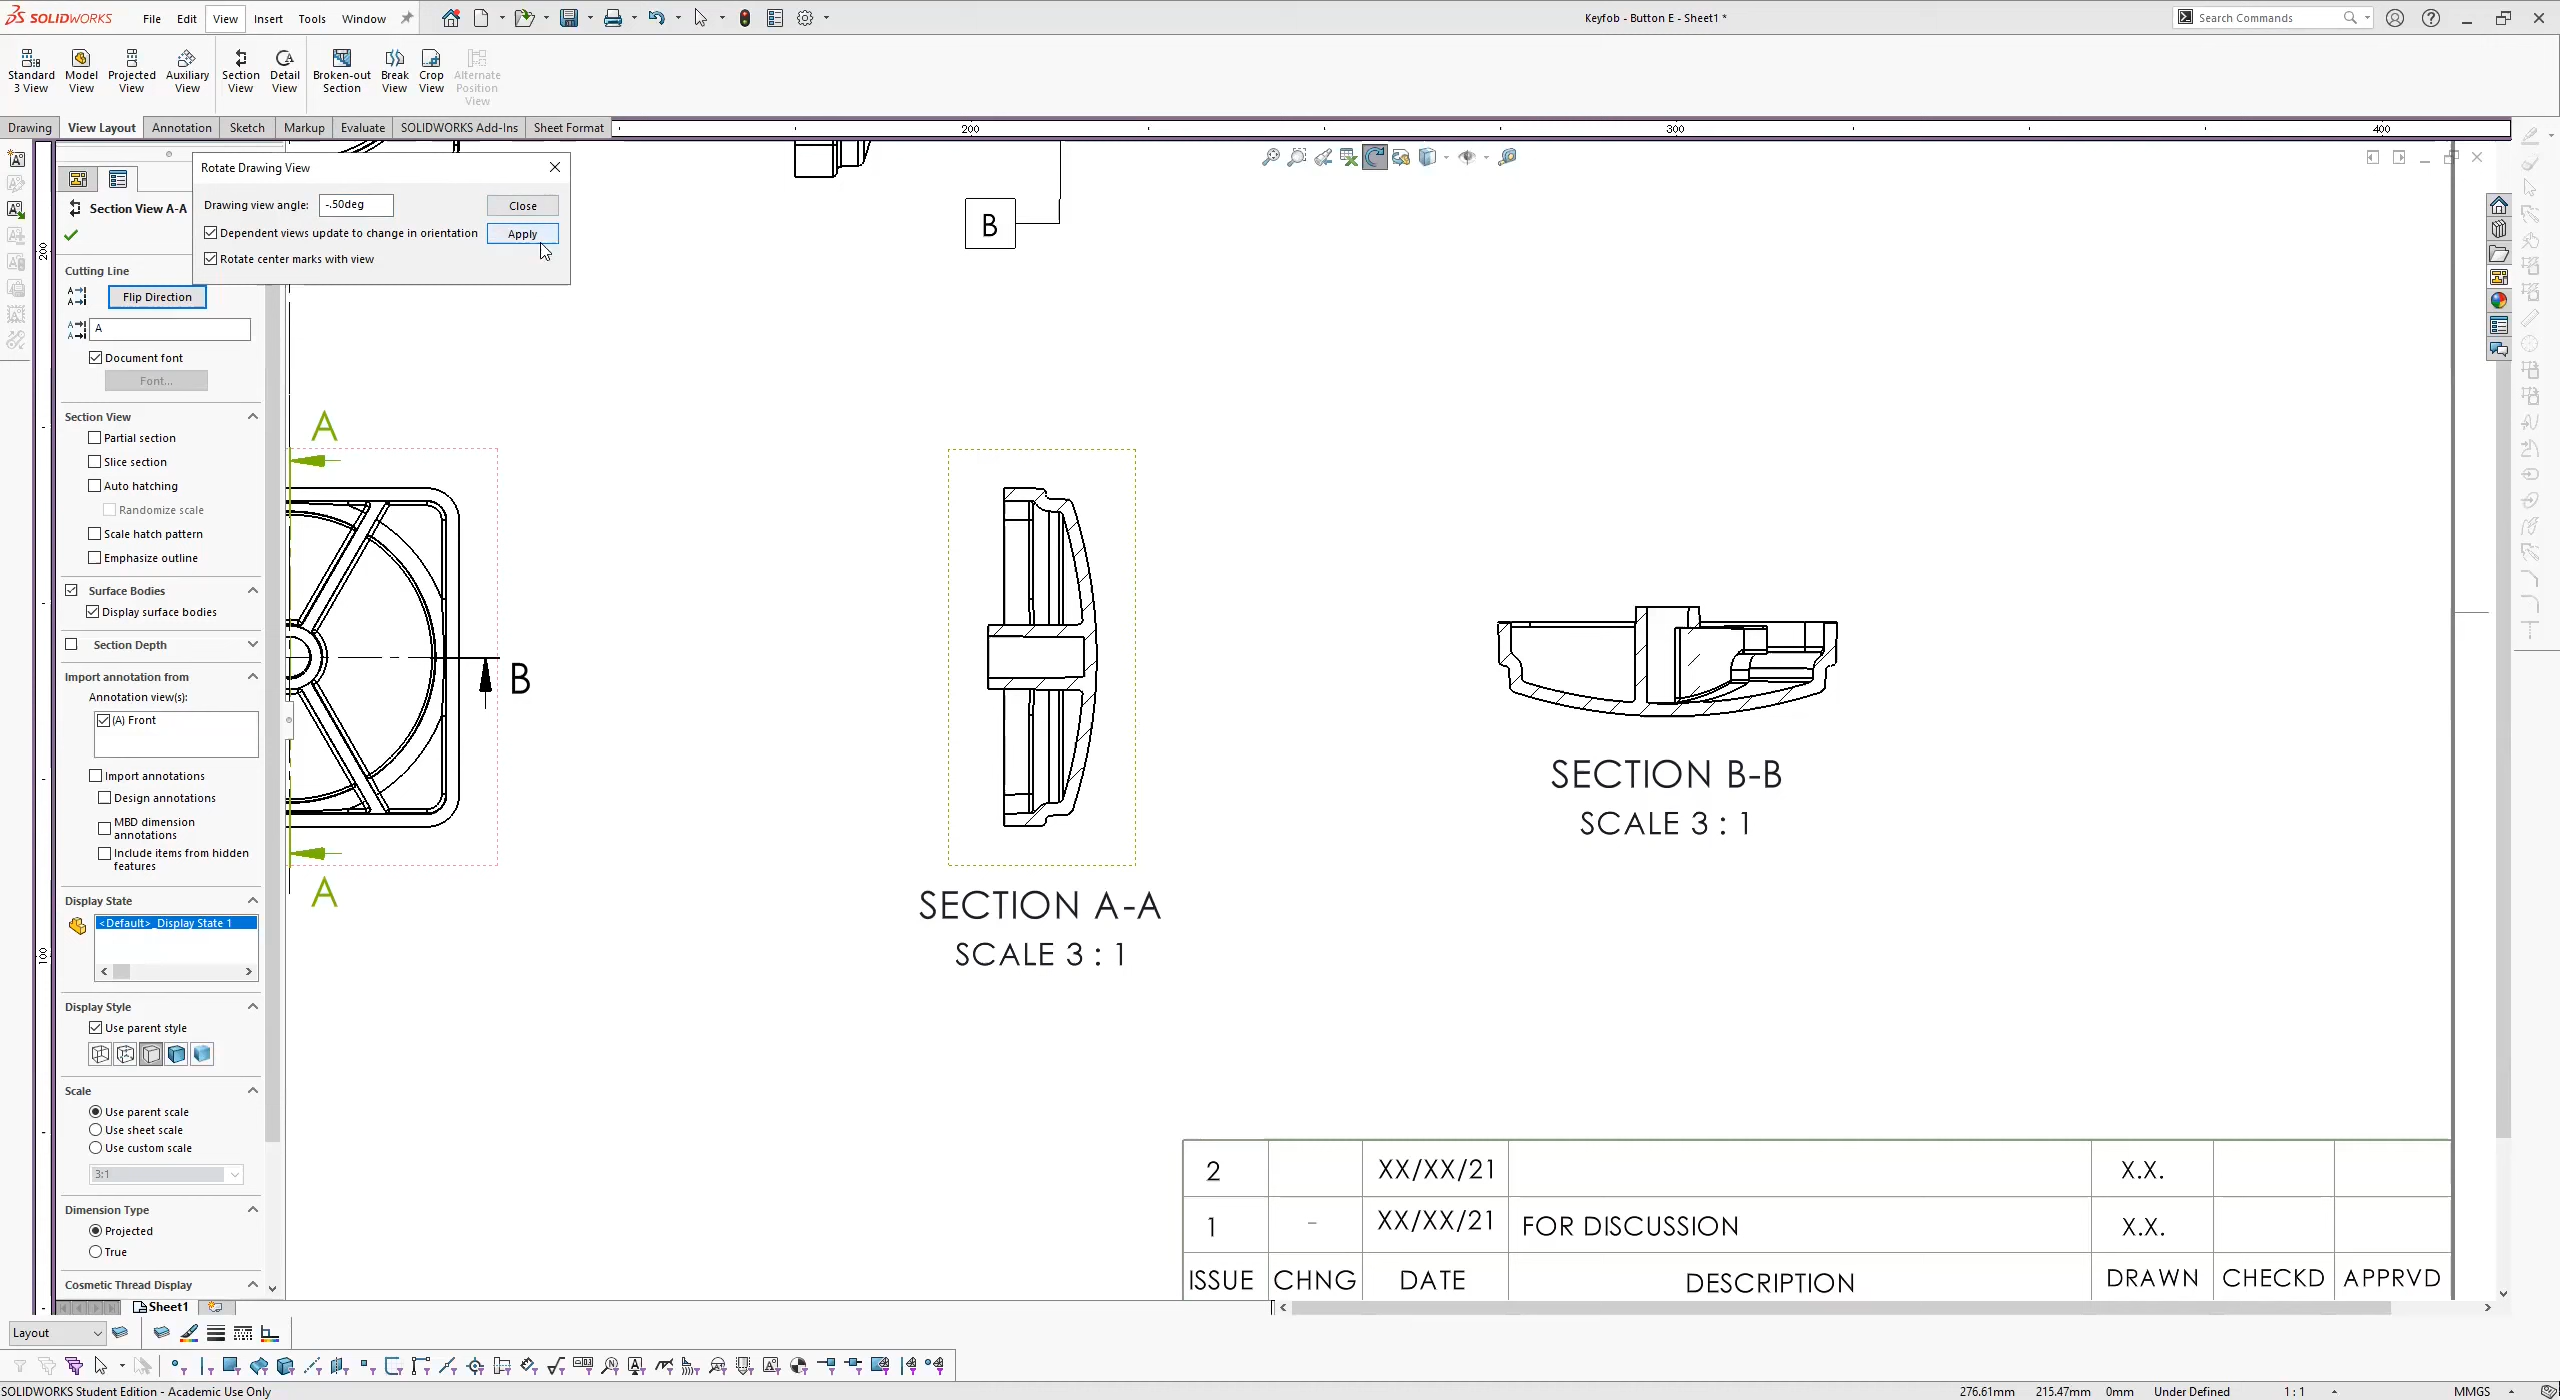 SOLIDWORKS
File Edit View Insert Tools Window
Keyfob - Button E - Sheet1 *
Search Commands
Standard 3 View
Model View
Projected View
Auxiliary View
Section View
Detail View
Broken-out Section
Break View
Crop View
Alternate Position View
Drawing View Layout Annotation Sketch Markup Evaluate SOLIDWORKS Add-Ins Sheet Format
200 300 400
Rotate Drawing View
Drawing view angle: -.50deg Close
Dependent views update to change in orientation Apply
Rotate center marks with view
Section View A-A
Cutting Line
Flip Direction
A
Document font
Font...
Section View
Partial section
Slice section
Auto hatching
Randomize scale
Scale hatch pattern
Emphasize outline
Surface Bodies
Display surface bodies
Section Depth
Import annotation from
Annotation view(s):
(A) Front
Import annotations
Design annotations
MBD dimension
annotations
Include items from hidden
features
Display State
<Default>_Display State 1
Display Style
Use parent style
Scale
Use parent scale
Use sheet scale
Use custom scale
3:1
Dimension Type
Projected
True
Cosmetic Thread Display
200
100
B
A
B
A
SECTION A-A
SCALE 3 : 1
SECTION B-B
SCALE 3 : 1
2 XX/XX/21 X.X.
1 - XX/XX/21 FOR DISCUSSION X.X.
ISSUE CHNG DATE DESCRIPTION DRAWN CHECKD APPRVD
Sheet1
Layout
SOLIDWORKS Student Edition - Academic Use Only
276.61mm 215.47mm 0mm Under Defined 1 : 1 MMGS